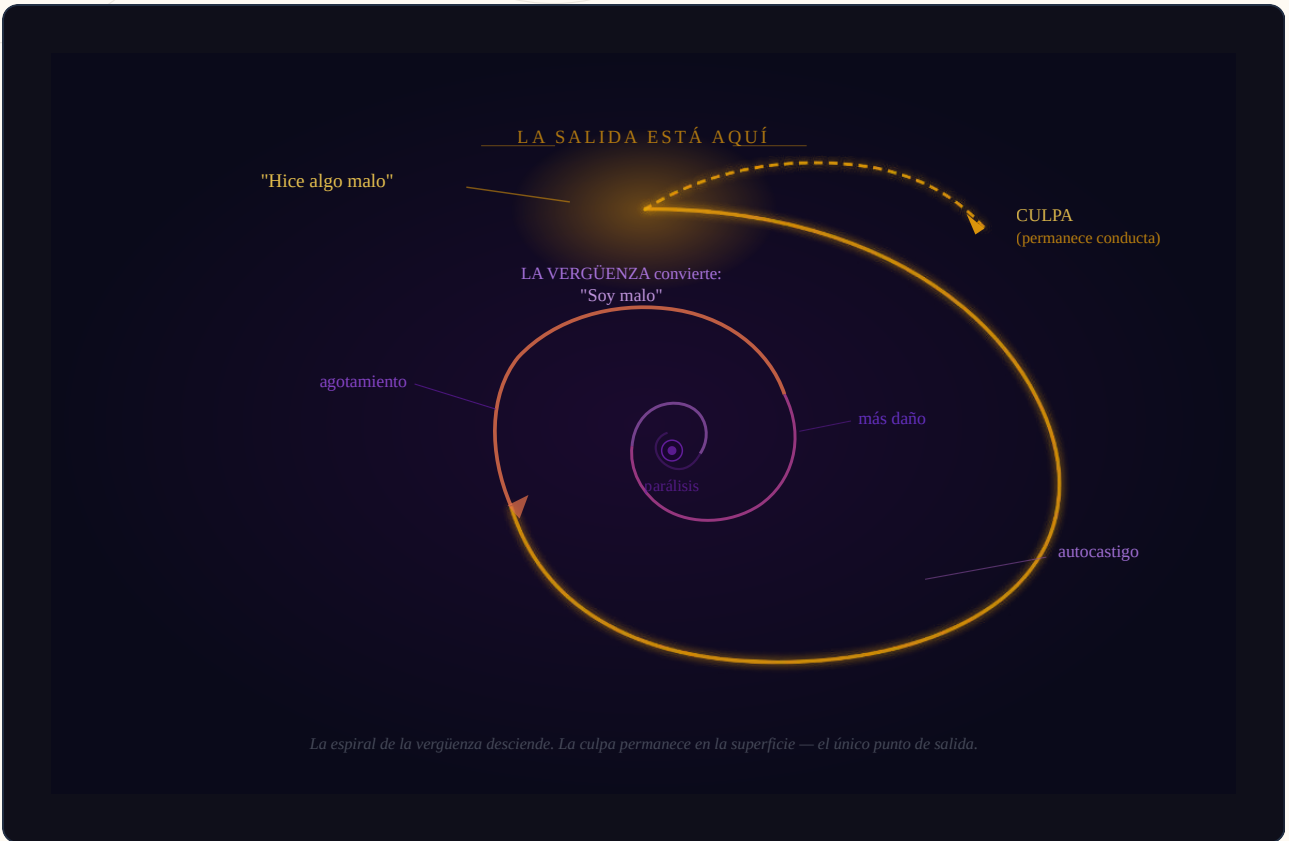 LA SALIDA ESTÁ AQUÍ
"Hice algo malo"
CULPA
(permanece conducta)
LA VERGÜENZA convierte:
"Soy malo"
agotamiento
más daño
parálisis
autocastigo
La espiral de la vergüenza desciende. La culpa permanece en la superficie — el único punto de salida.